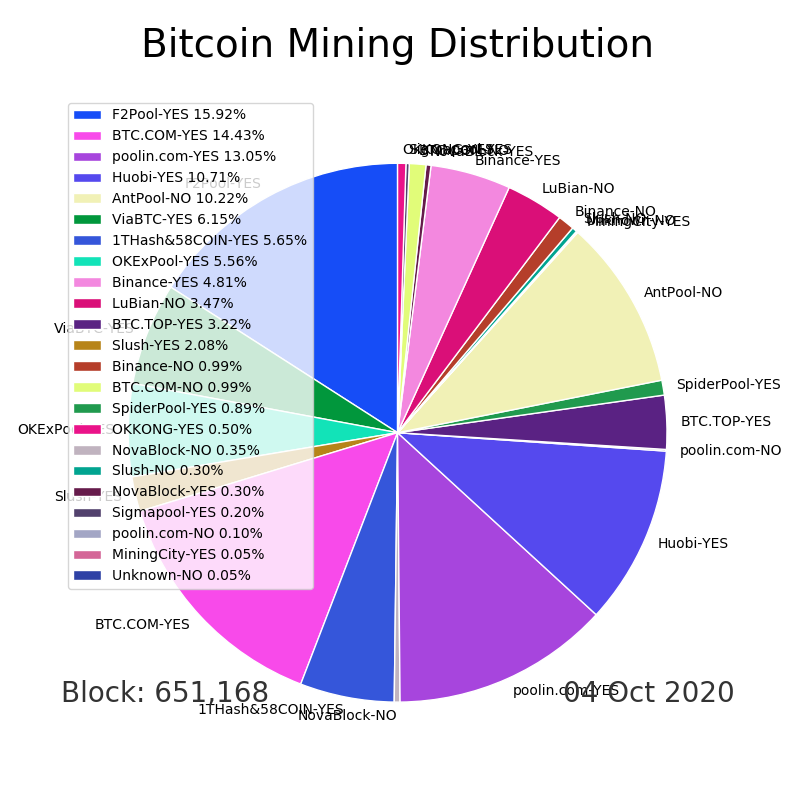 Bitcoin Mining Distribution
F2Pool-YES 15.92%
BTC.COM-YES 14.43%
poolin.com-YES 13.05%
Huobi-YES 10.71%
AntPool-NO 10.22%
ViaBTC-YES 6.15%
1THash&58COIN-YES 5.65%
OKExPool-YES 5.56%
Binance-YES 4.81%
LuBian-NO 3.47%
BTC.TOP-YES 3.22%
Slush-YES 2.08%
Binance-NO 0.99%
BTC.COM-NO 0.99%
SpiderPool-YES 0.89%
OKKONG-YES 0.50%
NovaBlock-NO 0.35%
Slush-NO 0.30%
NovaBlock-YES 0.30%
Sigmapool-YES 0.20%
poolin.com-NO 0.10%
MiningCity-YES 0.05%
Unknown-NO 0.05%
Binance-YES
LuBian-NO
Binance-NO
MiningCity-YES
AntPool-NO
SpiderPool-YES
BTC.TOP-YES
poolin.com-NO
Huobi-YES
poolin.com-YES
NovaBlock-NO
1THash&58COIN-YES
BTC.COM-YES
Slush-YES
OKExPool-YES
ViaBTC-YES
F2Pool-YES
Block: 651,168
04 Oct 2020